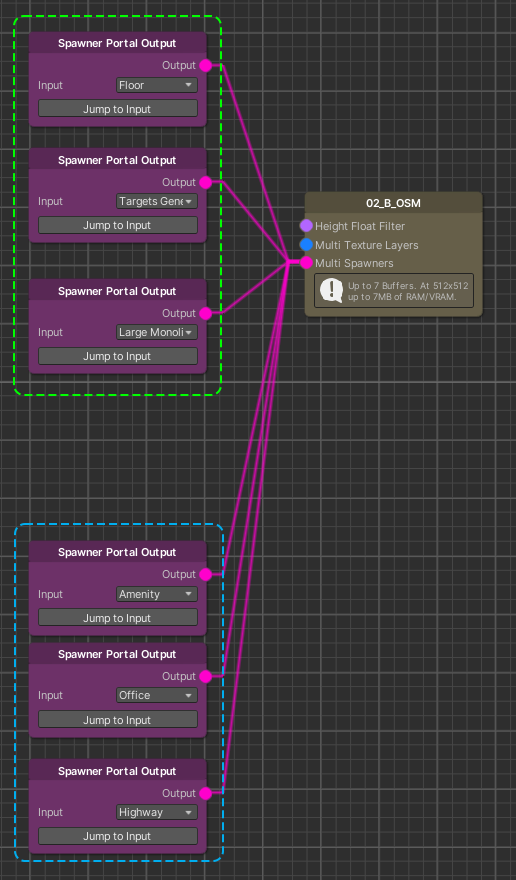 Spawner Portal Output
Output
Input Floor
Jump to Input
Spawner Portal Output
Output
Input Targets Gene
Jump to Input
Spawner Portal Output
Output
Input Large Monoli
Jump to Input
02_B_OSM
Height Float Filter
Multi Texture Layers
Multi Spawners
Up to 7 Buffers. At 512x512
up to 7MB of RAM/VRAM.
Spawner Portal Output
Output
Input Amenity
Jump to Input
Spawner Portal Output
Output
Input Office
Jump to Input
Spawner Portal Output
Output
Input Highway
Jump to Input